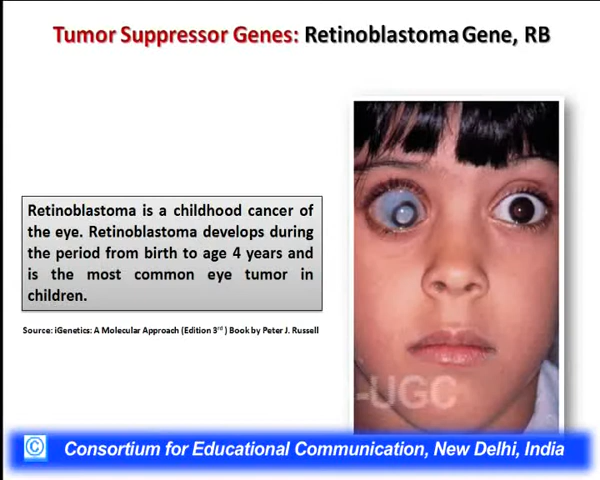 Tumor Suppressor Genes: Retinoblastoma Gene, RB
Retinoblastoma is a childhood cancer of
the eye. Retinoblastoma develops during
the period from birth to age 4 years and
is the most common eye tumor in
children.
Source: iGenetics: A Molecular Approach (Edition 3rd ) Book by Peter J. Russell
-UGC
© Consortium for Educational Communication, New Delhi, India